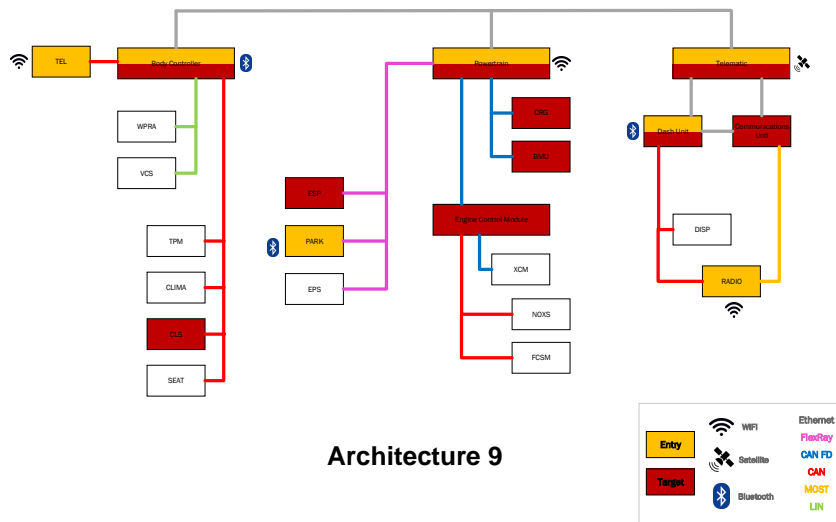 TEL
Body Controller
Powertrain
Telematic
WPRA
VCS
CRG
BMU
Dash Unit
Communications
Unit
ESP
PARK
EPS
Engine Control Module
TPM
CLIMA
CLS
SEAT
XCM
NOXS
FCSM
DISP
RADIO
Architecture 9
Entry
Target
WiFi
Satellite
Bluetooth
Ethernet
FlexRay
CAN FD
CAN
MOST
LIN